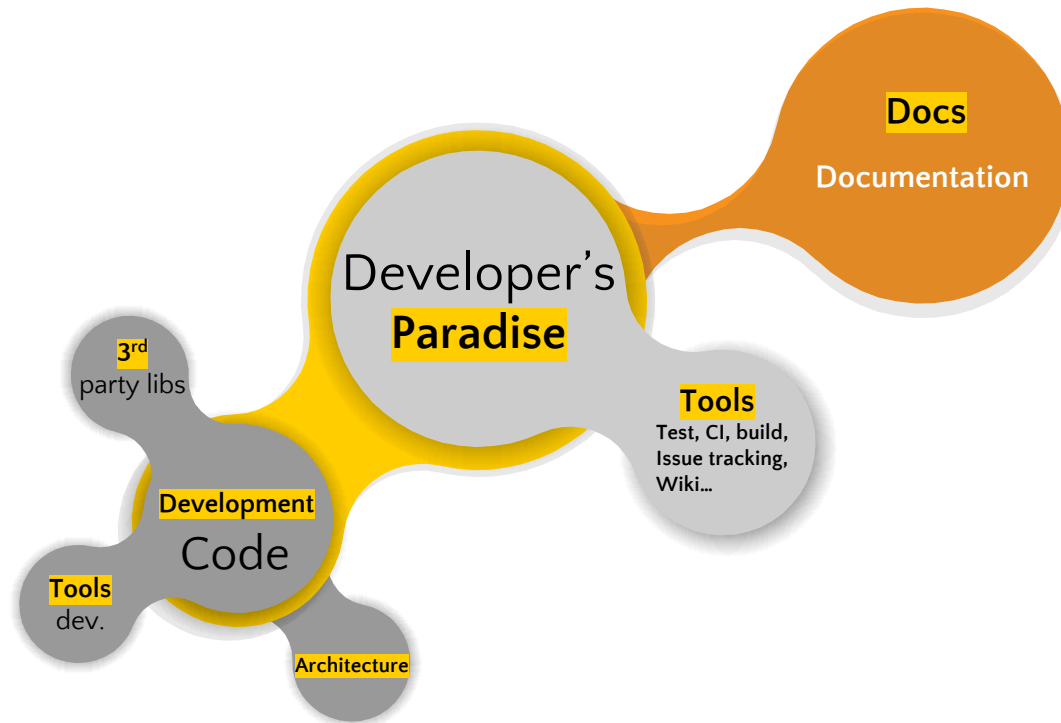 Docs
Documentation
Developer’s
Paradise
3rd
party libs
Tools
Test, CI, build,
Issue tracking,
Wiki...
Development
Code
Tools
dev.
Architecture